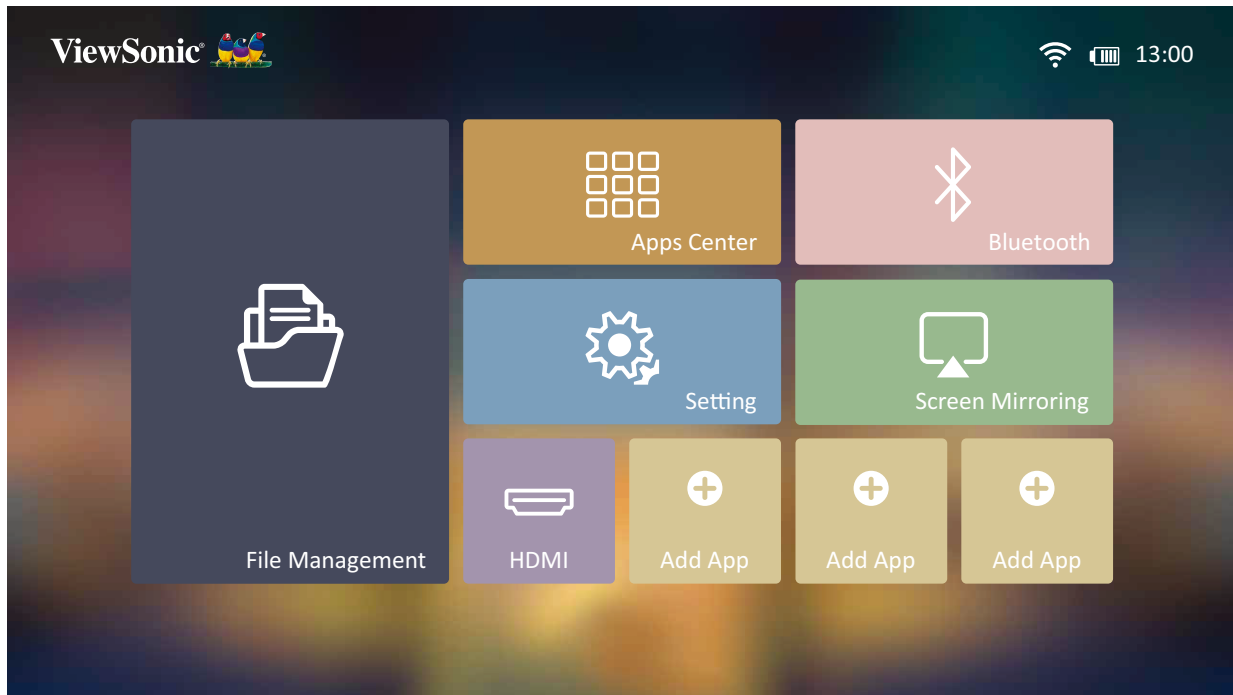 ViewSonic®
13:00
Apps Center
Bluetooth
Setting
Screen Mirroring
File Management
HDMI
Add App
Add App
Add App